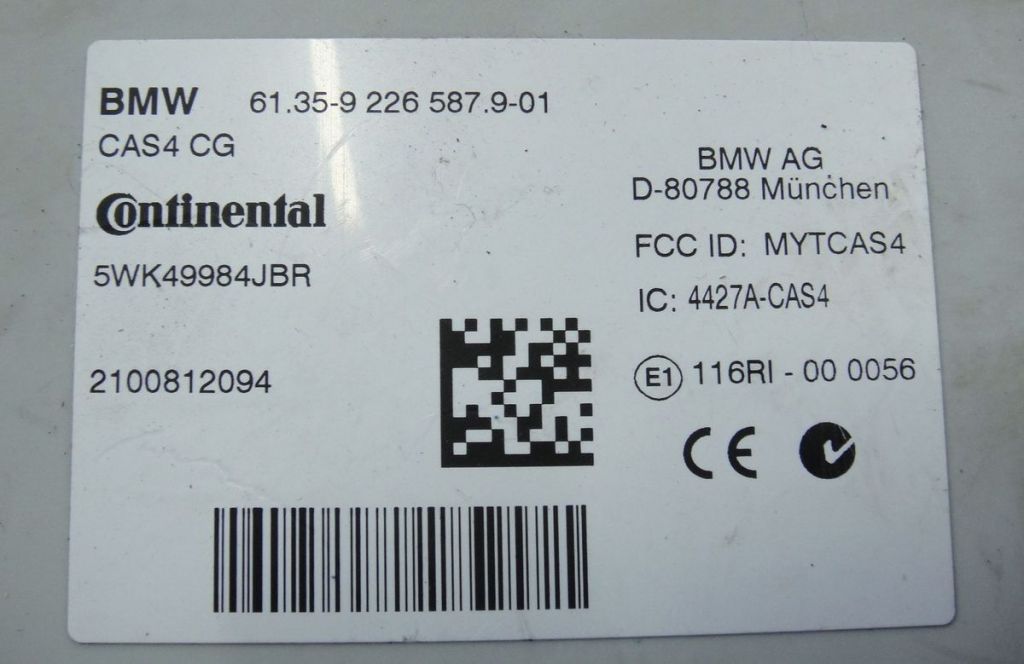 BMW 61.35-9 226 587.9-01
CAS4 CG
Continental
5WK49984JBR
2100812094
BMW AG
D-80788 München
FCC ID: MYTCAS4
IC: 4427A-CAS4
E1 116RI - 00 0056
CE